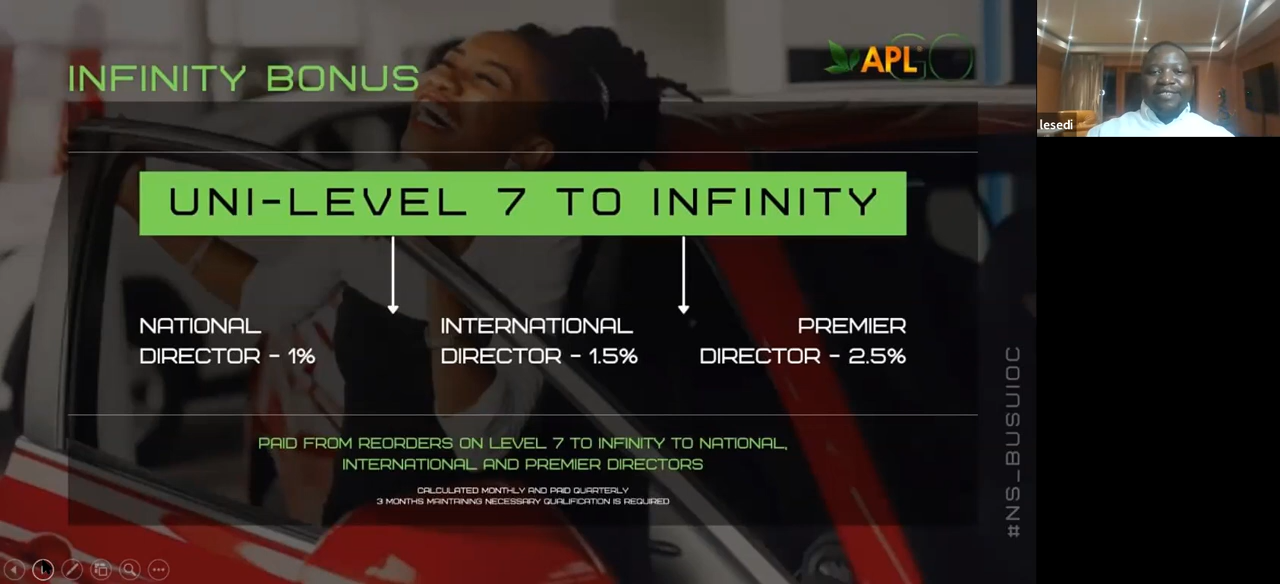 INFINITY BONUS
APL GO
lesedi
UNI-LEVEL 7 TO INFINITY
NATIONAL
DIRECTOR - 1%
INTERNATIONAL
DIRECTOR - 1.5%
PREMIER
DIRECTOR - 2.5%
PAID FROM REORDERS ON LEVEL 7 TO INFINITY TO NATIONAL,
INTERNATIONAL AND PREMIER DIRECTORS
CALCULATED MONTHLY AND PAID QUARTERLY
3 MONTHS MAINTAINING NECESSARY QUALIFICATION IS REQUIRED
#NS_BUSUIOC